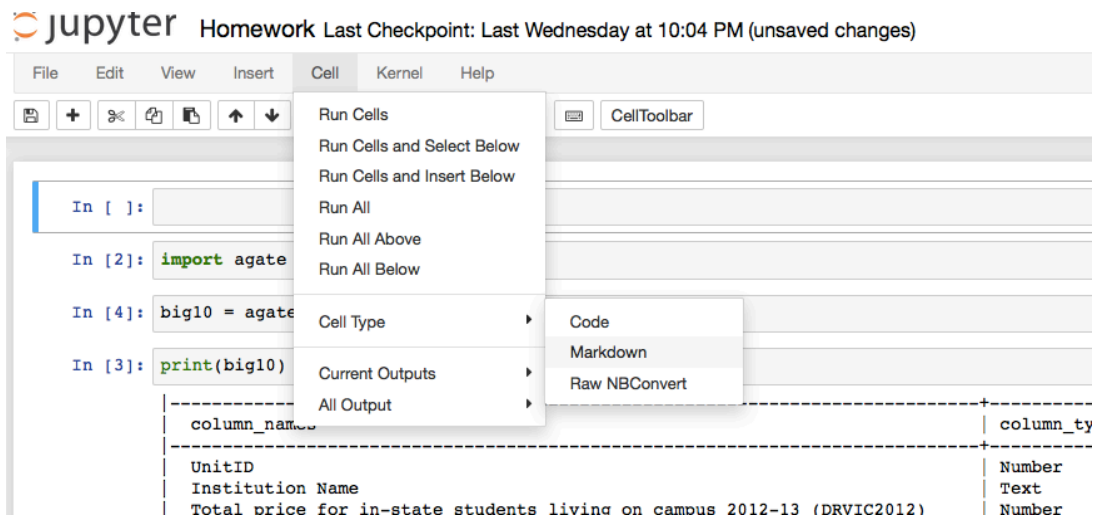 jupyter Homework Last Checkpoint: Last Wednesday at 10:04 PM (unsaved changes)
File Edit View Insert Cell Kernel Help
CellToolbar
Run Cells
Run Cells and Select Below
Run Cells and Insert Below
Run All
Run All Above
Run All Below
Cell Type
Code
Markdown
Raw NBConvert
Current Outputs
All Output
In [ ]:
In [2]: import agate
In [4]: big10 = agate
In [3]: print(big10)
|----------------------------------------------------------+----------
| column_names | column_ty
|----------------------------------------------------------+----------
| UnitID | Number
| Institution Name | Text
| Total price for in-state students living on campus 2012-13 (DRVIC2012) | Number